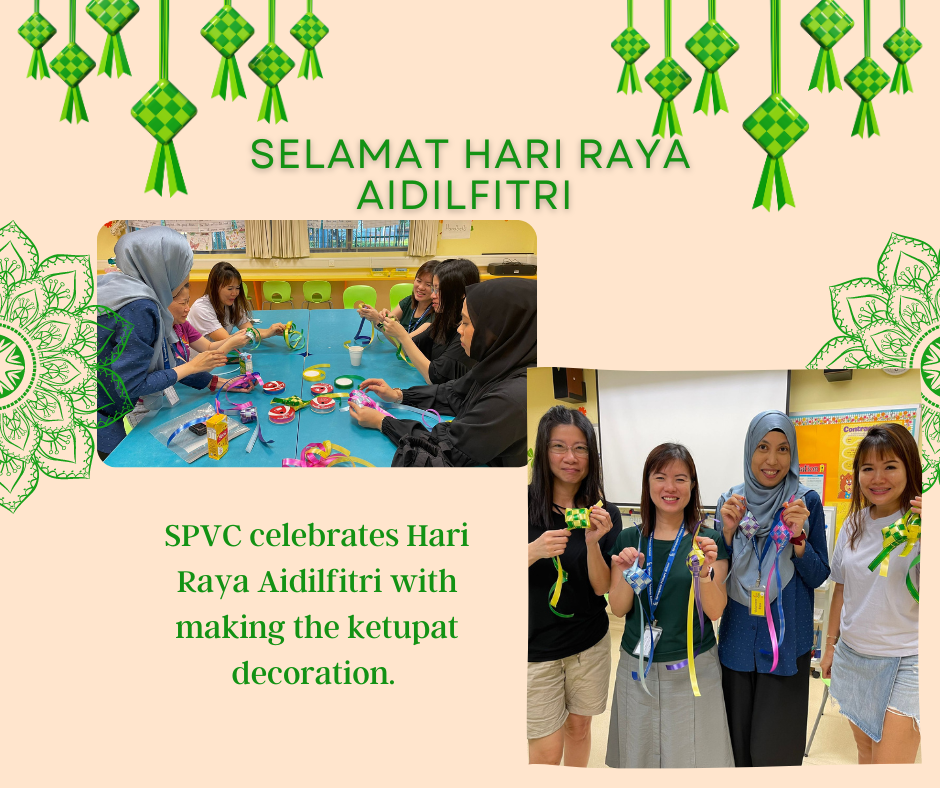 SELAMAT HARI RAYA
AIDILFITRI
SPVC celebrates Hari
Raya Aidilfitri with
making the ketupat
decoration.